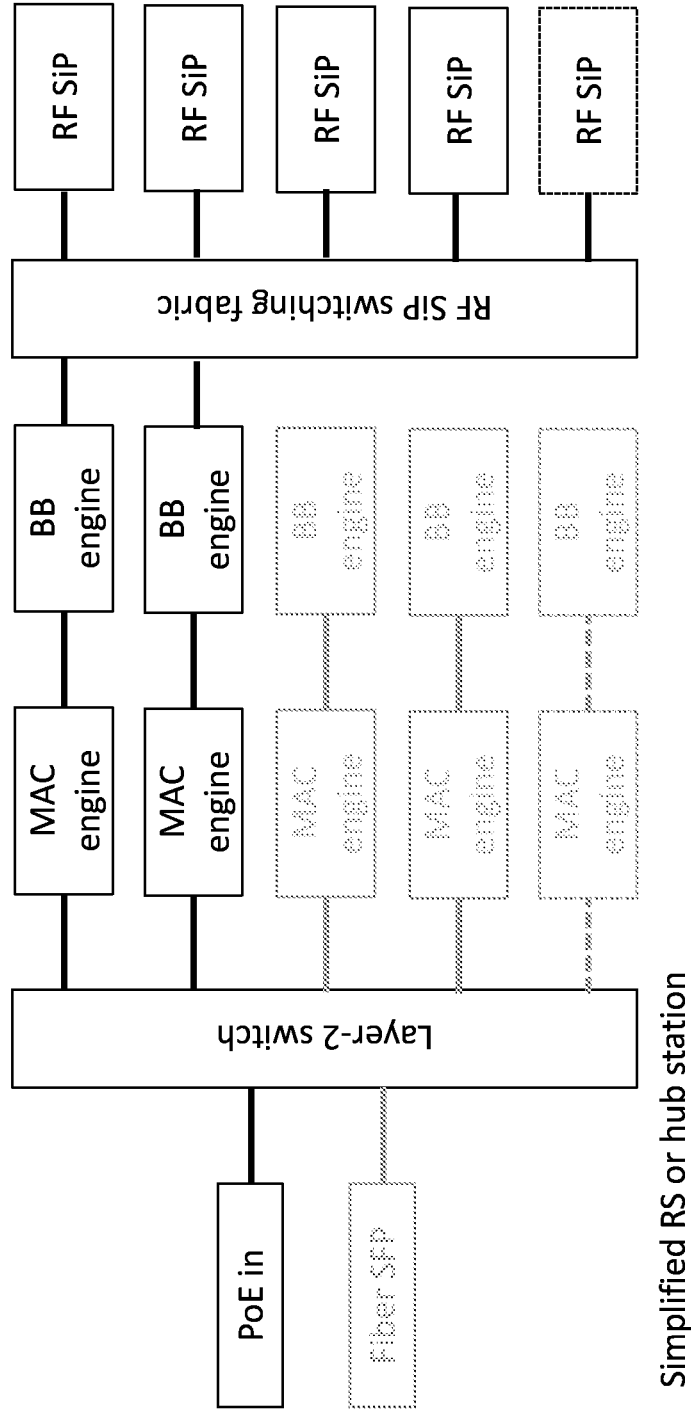 RF SiP
RF SiP
RF SiP
RF SiP
RF SiP
RF SiP switching fabric
BB
engine
BB
engine
BB
engine
BB
engine
BB
engine
MAC
engine
MAC
engine
MAC
engine
MAC
engine
MAC
engine
Layer-2 switch
PoE in
Fiber SFP
Simplified RS or hub station